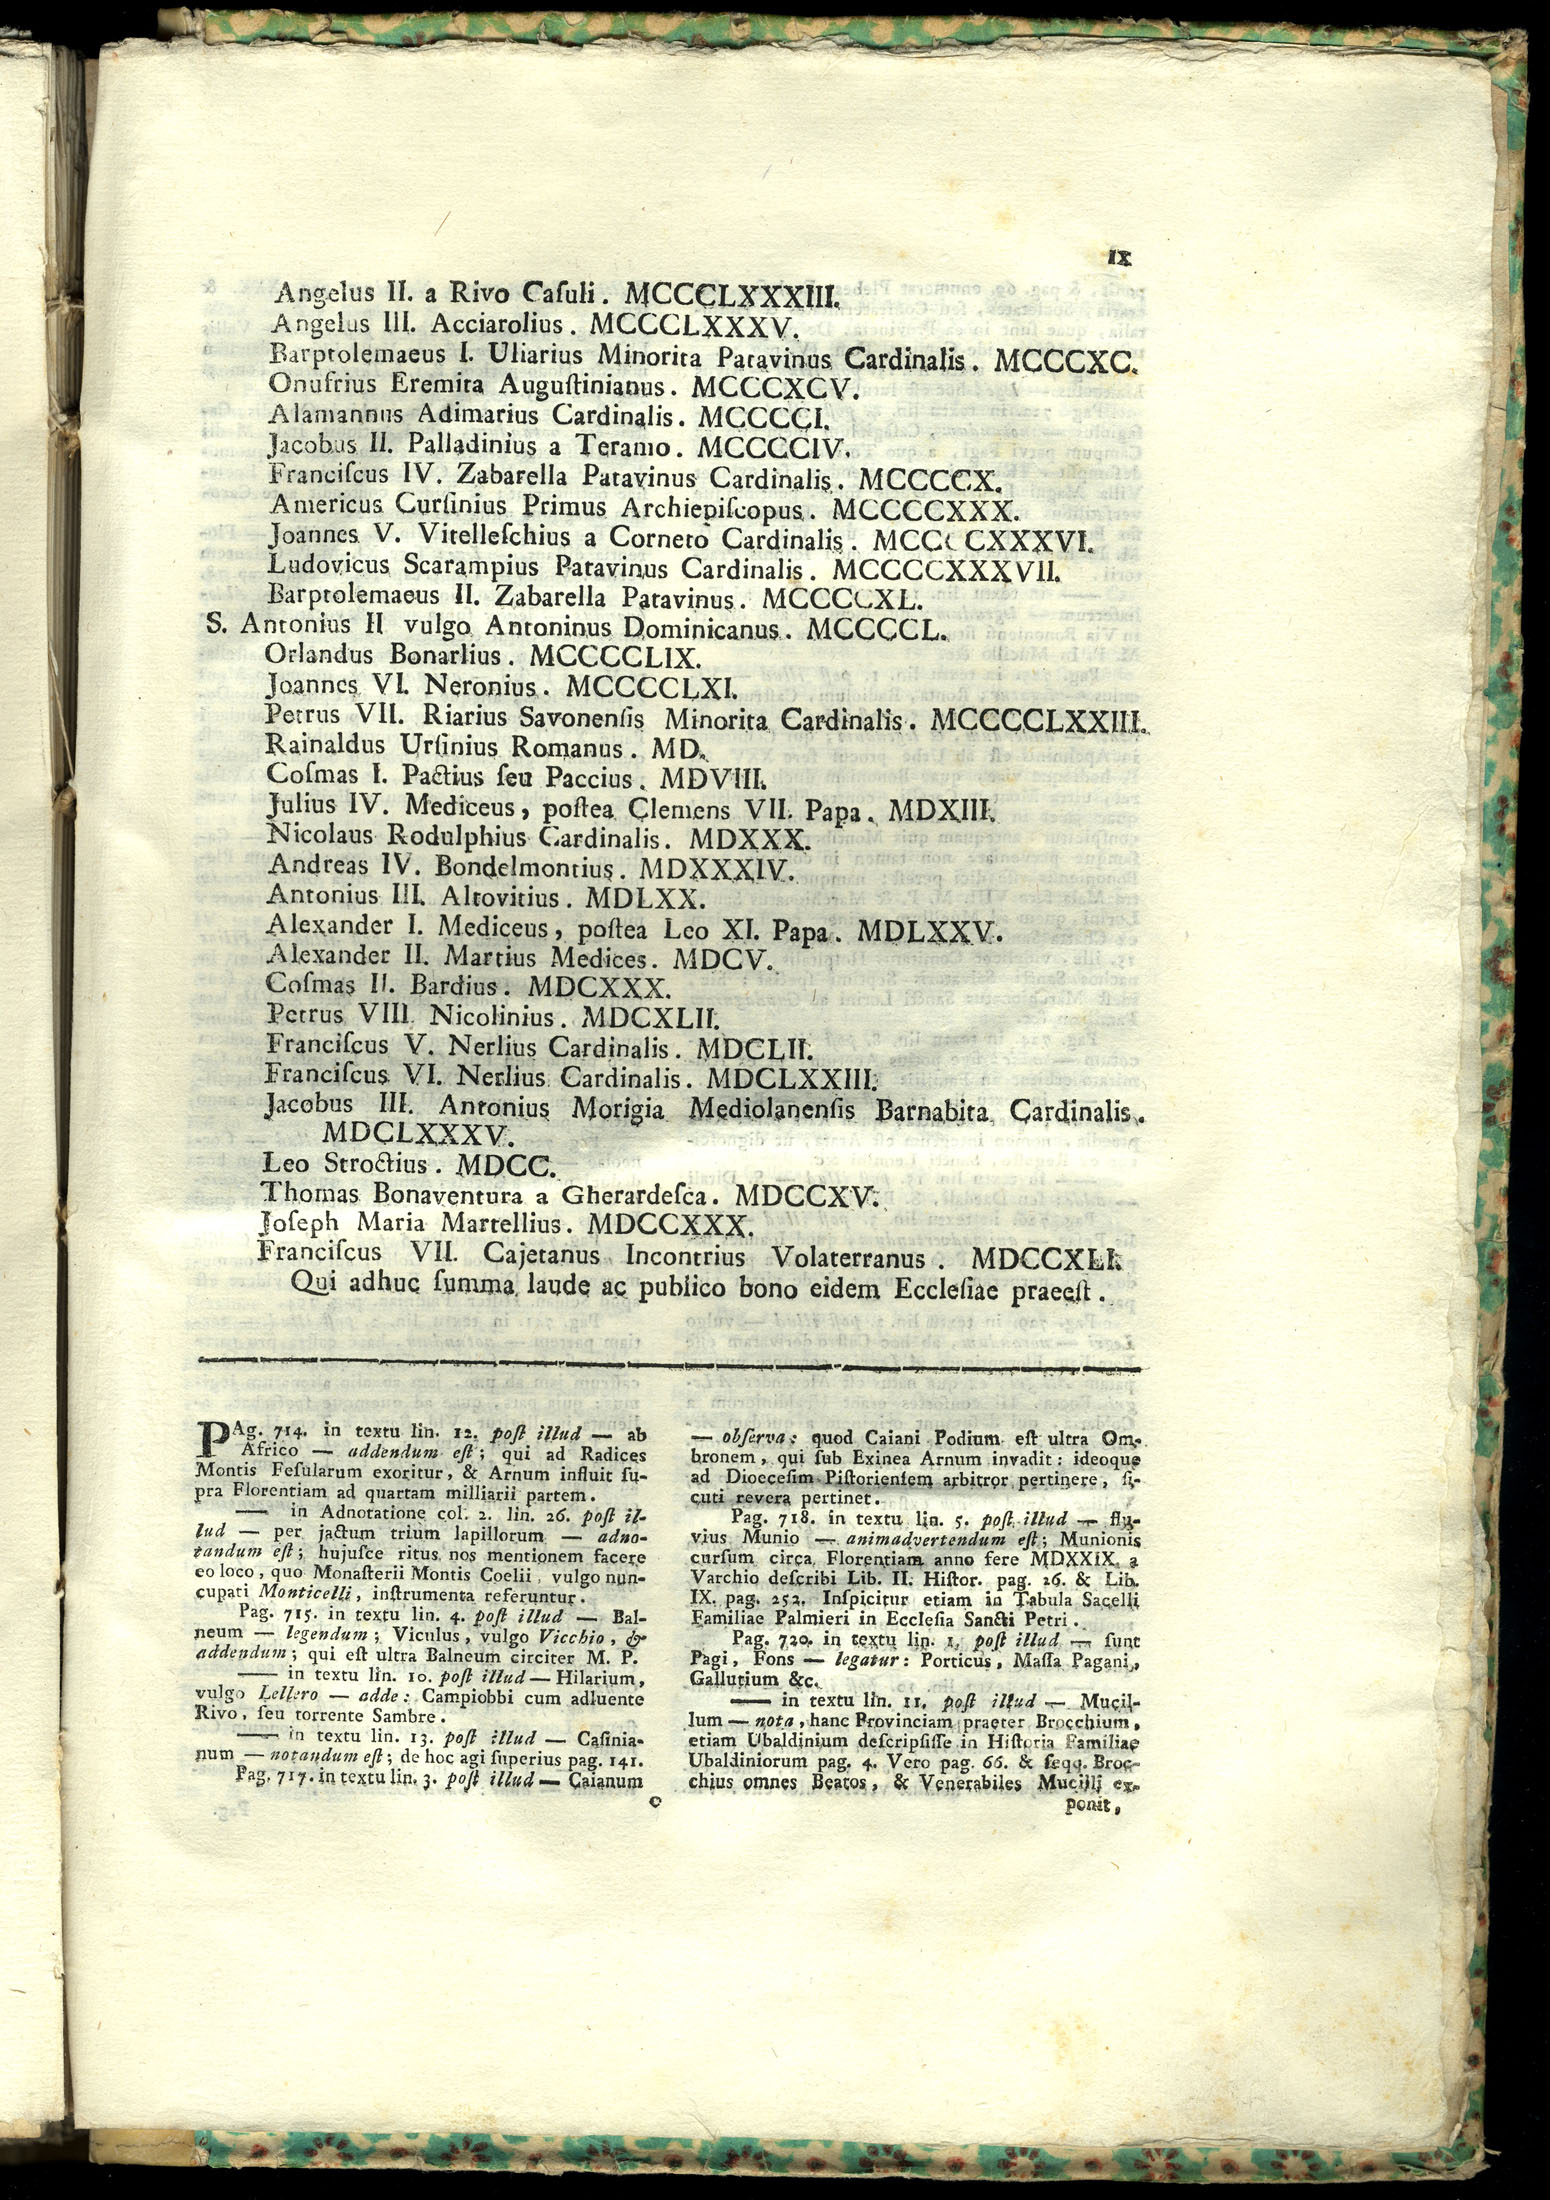 IX
Angelus II. a Rivo Caſuli. MCCCLXXXIII.
Angelus III. Acciarolius. MCCCLXXXV.
Barptolemaeus I. Uliarius Minorita Patavinus Cardinalis. MCCCXC.
Onufrius Eremita Auguſtinianus. MCCCXCV.
Alamannus Adimarius Cardinalis. MCCCCI.
Jacobus II. Palladinius a Teramo. MCCCCIV.
Franciſcus IV. Zabarella Patavinus Cardinalis. MCCCCX.
Americus Curſinius Primus Archiepiſcopus. MCCCCXXX.
Joannes V. Vitelleſchius a Corneto Cardinalis. MCCCCXXXVI.
Ludovicus Scarampius Patavinus Cardinalis. MCCCCXXXVII.
Barptolemaeus II. Zabarella Patavinus. MCCCCXL.
S. Antonius II vulgo Antoninus Dominicanus. MCCCCL.
Orlandus Bonarlius. MCCCCLIX.
Joannes VI. Neronius. MCCCCLXI.
Petrus VII. Riarius Savonenſis Minorita Cardinalis. MCCCCLXXIII.
Rainaldus Urſinius Romanus. MD.
Coſmas I. Pactius ſeu Paccius. MDVIII.
Julius IV. Mediceus, poſtea Clemens VII. Papa. MDXIII.
Nicolaus Rodulphius Cardinalis. MDXXX.
Andreas IV. Bondelmontius. MDXXXIV.
Antonius III. Altovitius. MDLXX.
Alexander I. Mediceus, poſtea Leo XI. Papa. MDLXXV.
Alexander II. Martius Medices. MDCV.
Coſmas II. Bardius. MDCXXX.
Petrus VIII. Nicolinius. MDCXLII.
Franciſcus V. Nerlius Cardinalis. MDCLII.
Franciſcus VI. Nerlius Cardinalis. MDCLXXIII.
Jacobus III. Antonius Morigia Mediolanenſis Barnabita Cardinalis.
MDCLXXXV.
Leo Stroctius. MDCC.
Thomas Bonaventura a Gherardeſca. MDCCXV.
Joſeph Maria Martellius. MDCCXXX.
Franciſcus VII. Cajetanus Incontrius Volaterranus. MDCCXLI.
Qui adhuc ſumma laude ac publico bono eidem Eccleſiae praeeſt.
PAg. 714. in textu lin. 12. poſt illud — ab
Africo — addendum eſt; qui ad Radices
Montis Feſularum exoritur, & Arnum influit ſu-
pra Florentiam ad quartam milliarii partem.
— in Adnotatione col. 2. lin. 26. poſt il-
lud — per jactum trium lapillorum — adno-
tandum eſt; hujuſce ritus nos mentionem facere
eo loco, quo Monaſterii Montis Coelii, vulgo nun-
cupati Monticelli, inſtrumenta referuntur.
Pag. 715. in textu lin. 4. poſt illud — Bal-
neum — legendum; Viculus, vulgo Vicchio, &
addendum; qui eſt ultra Balneum circiter M. P.
— in textu lin. 10. poſt illud — Hilarium,
vulgo Lellero — adde: Campiobbi cum adluente
Rivo, ſeu torrente Sambre.
— in textu lin. 13. poſt illud — Caſinia-
num — notandum eſt; de hoc agi ſuperius pag. 141.
Pag. 717. in textu lin. 3. poſt illud — Caianum
— obſerva: quod Caiani Podium eſt ultra Om-
bronem, qui ſub Exinea Arnum invadit: ideoque
ad Dioeceſim Piſtorienſem arbitror pertinere, ſi-
cuti revera pertinet.
Pag. 718. in textu lin. 5. poſt illud — flu-
vius Munio — animadvertendum eſt; Munionis
curſum circa Florentiam anno fere MDXXIX. a
Varchio deſcribi Lib. II. Hiſtor. pag. 26. & Lib.
IX. pag. 252. Inſpicitur etiam in Tabula Sacelli
Familiae Palmieri in Eccleſia Sancti Petri.
Pag. 720. in textu lin. 1. poſt illud — ſunt
Pagi, Fons — legatur: Porticus, Maſſa Pagani,
Gallutium &c.
— in textu lin. 11. poſt illud — Mucil-
lum — nota, hanc Provinciam praeter Brocchium,
etiam Ubaldinium deſcripſiſſe in Hiſtoria Familiae
Ubaldiniorum pag. 4. Vero pag. 66. & ſeqq. Broc-
chius omnes Beatos, & Venerabiles Mucilli ex-
c
ponit,